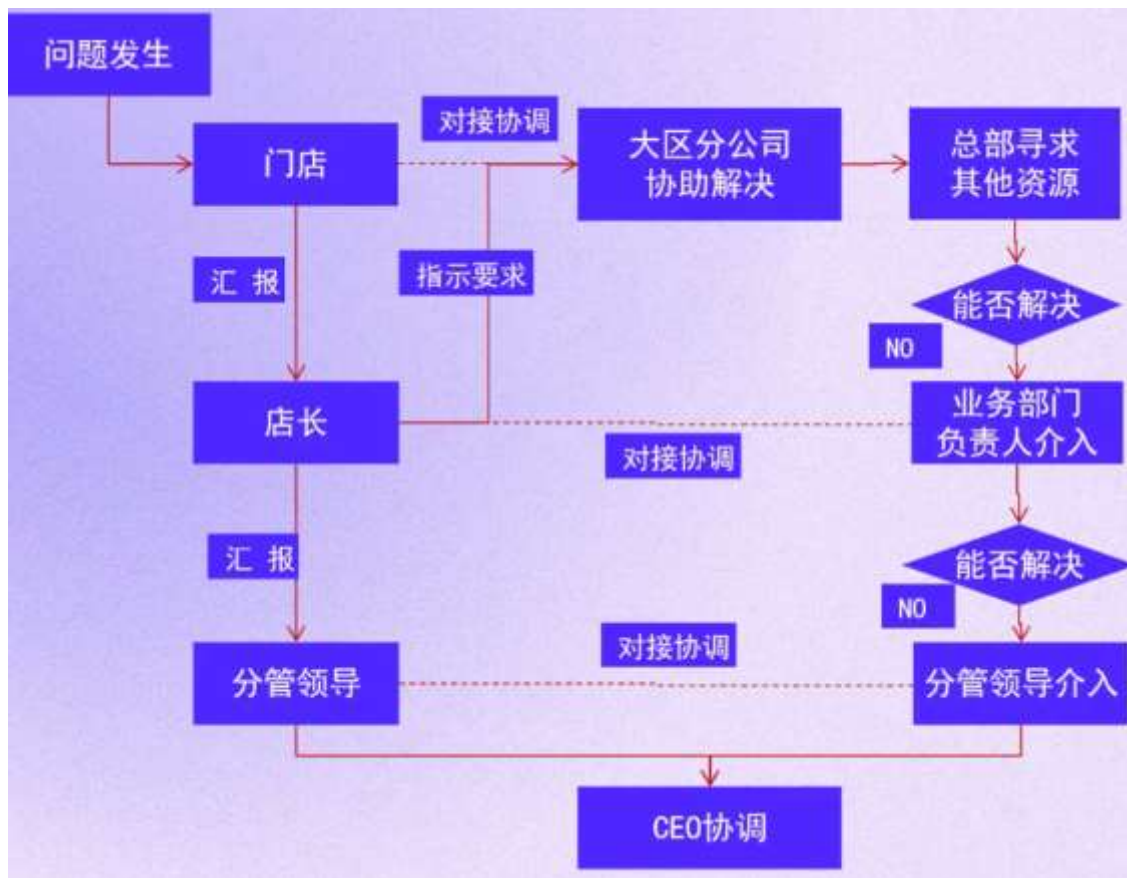 问题发生
对接协调
门店
大区分公司
协助解决
总部寻求
其他资源
汇 报
指示要求
能否解决
NO
店长
业务部门
负责人介入
对接协调
汇 报
能否解决
NO
对接协调
分管领导
分管领导介入
CEO协调